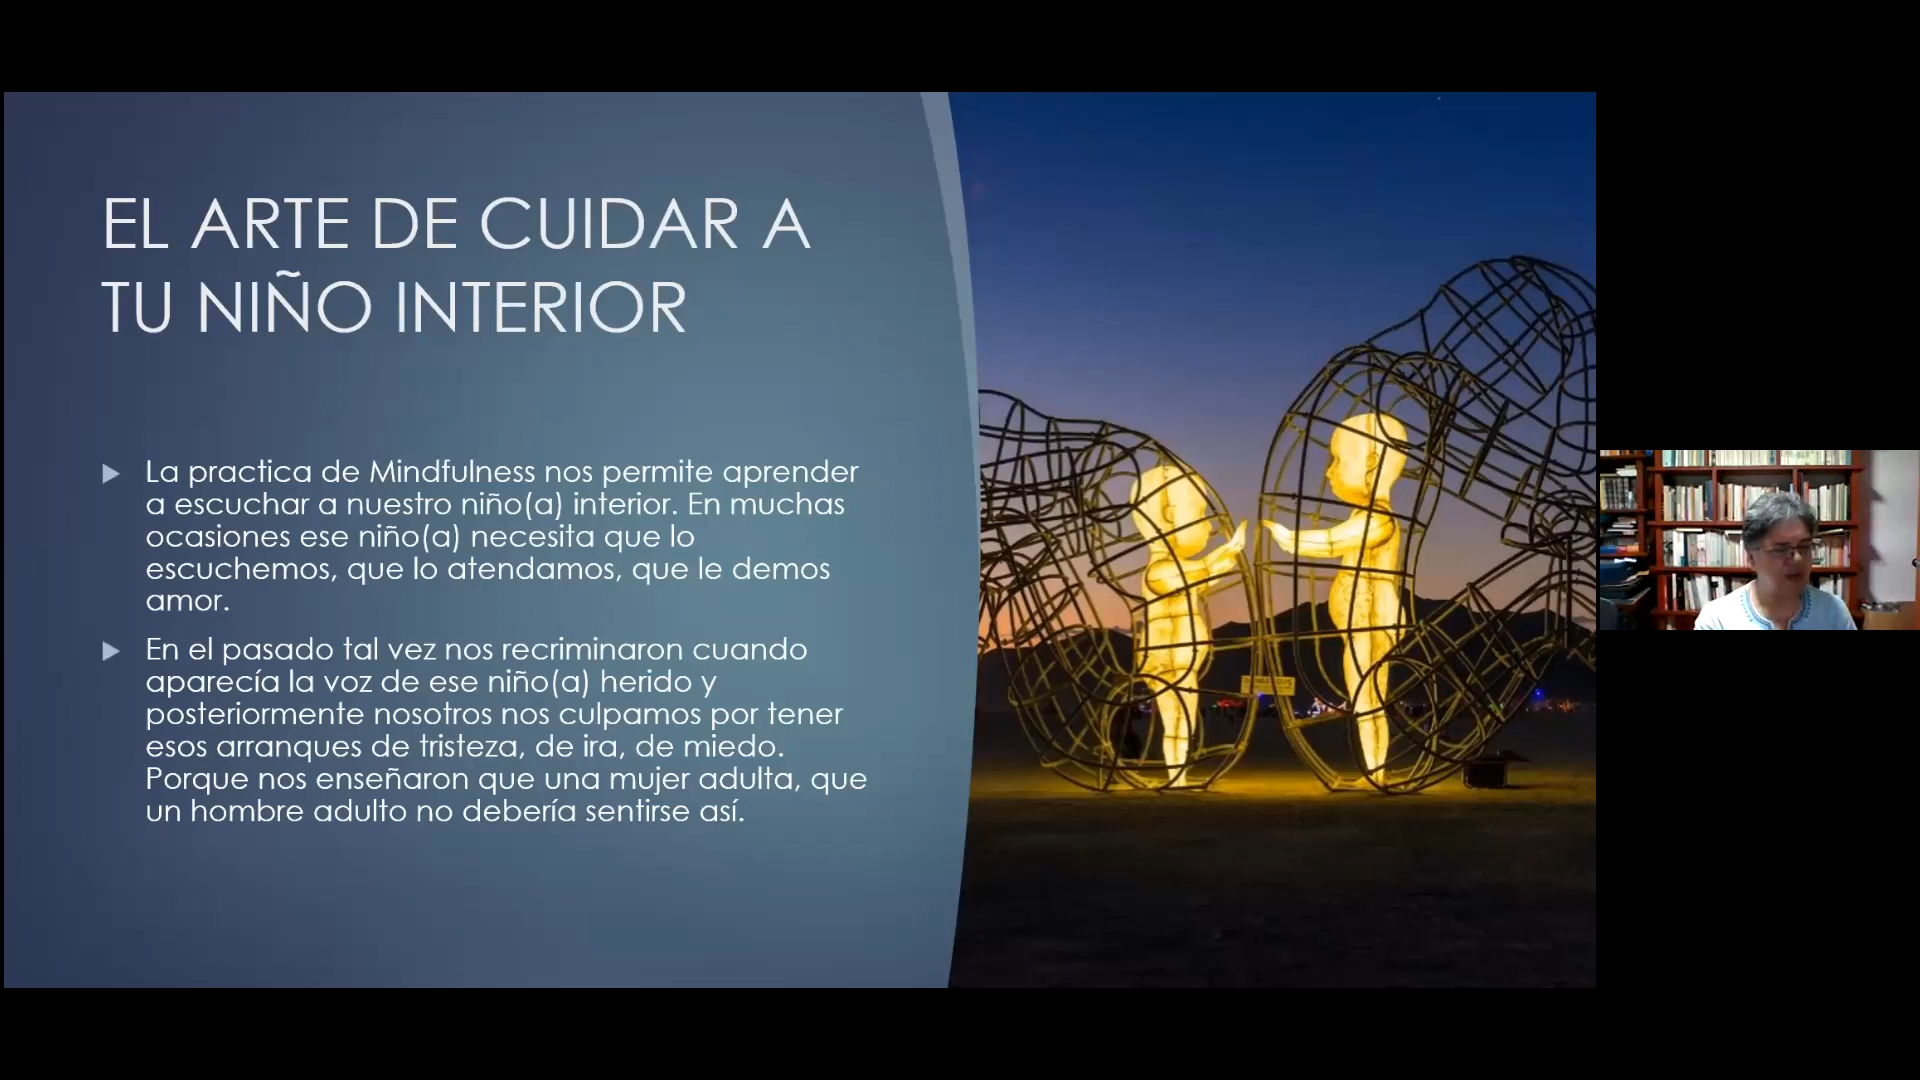 EL ARTE DE CUIDAR A
TU NIÑO INTERIOR
La practica de Mindfulness nos permite aprender
a escuchar a nuestro niño(a) interior. En muchas
ocasiones ese niño(a) necesita que lo
escuchemos, que lo atendamos, que le demos
amor.
En el pasado tal vez nos recriminaron cuando
aparecía la voz de ese niño(a) herido y
posteriormente nosotros nos culpamos por tener
esos arranques de tristeza, de ira, de miedo.
Porque nos enseñaron que una mujer adulta, que
un hombre adulto no debería sentirse así.